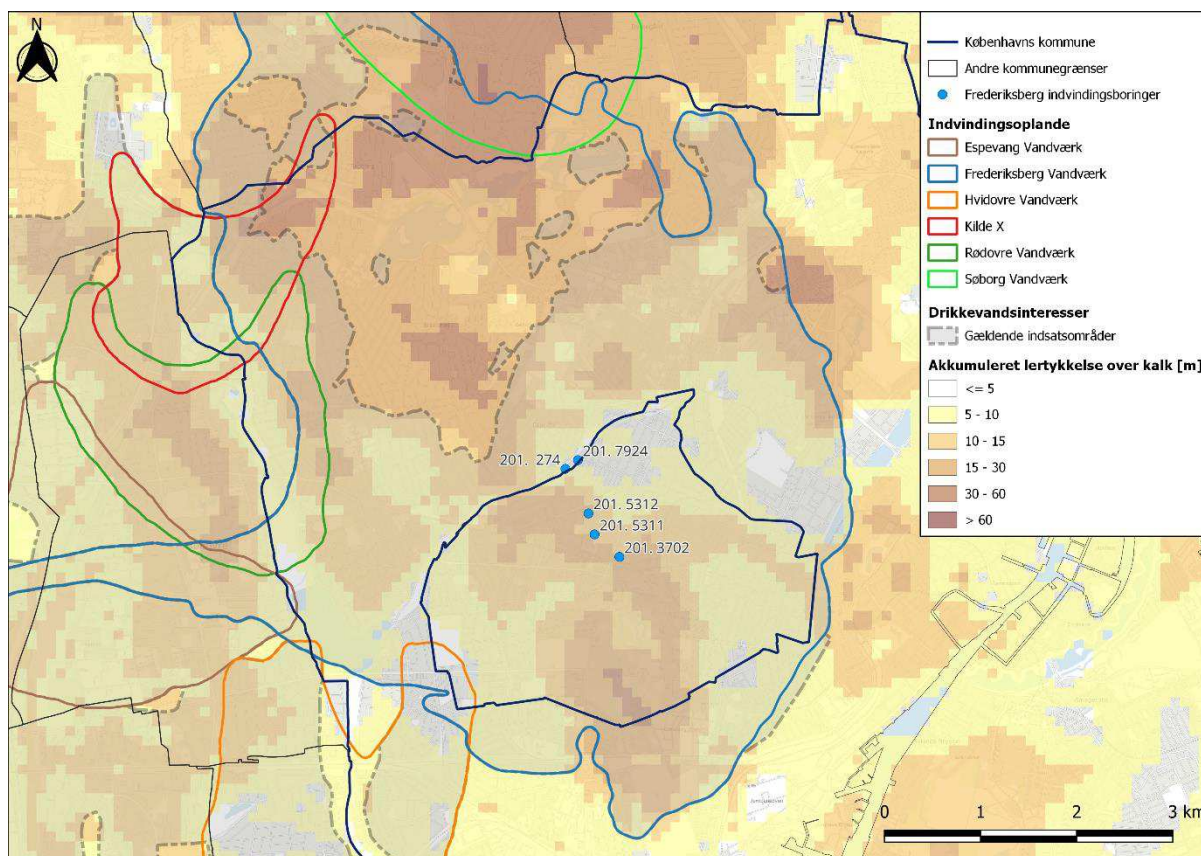 N
Københavns kommune
Andre kommunegrænser
Frederiksberg indvindingsboringer
Indvindingsoplande
Espevang Vandværk
Frederiksberg Vandværk
Hvidovre Vandværk
Kilde X
Rødovre Vandværk
Søborg Vandværk
Drikkevandsinteresser
Gældende indsatsområder
Akkumuleret lertykkelse over kalk [m]
<= 5
5 - 10
10 - 15
15 - 30
30 - 60
> 60
201. 7924
201. 274
201. 5312
201. 5311
201. 3702
0 1 2 3 km